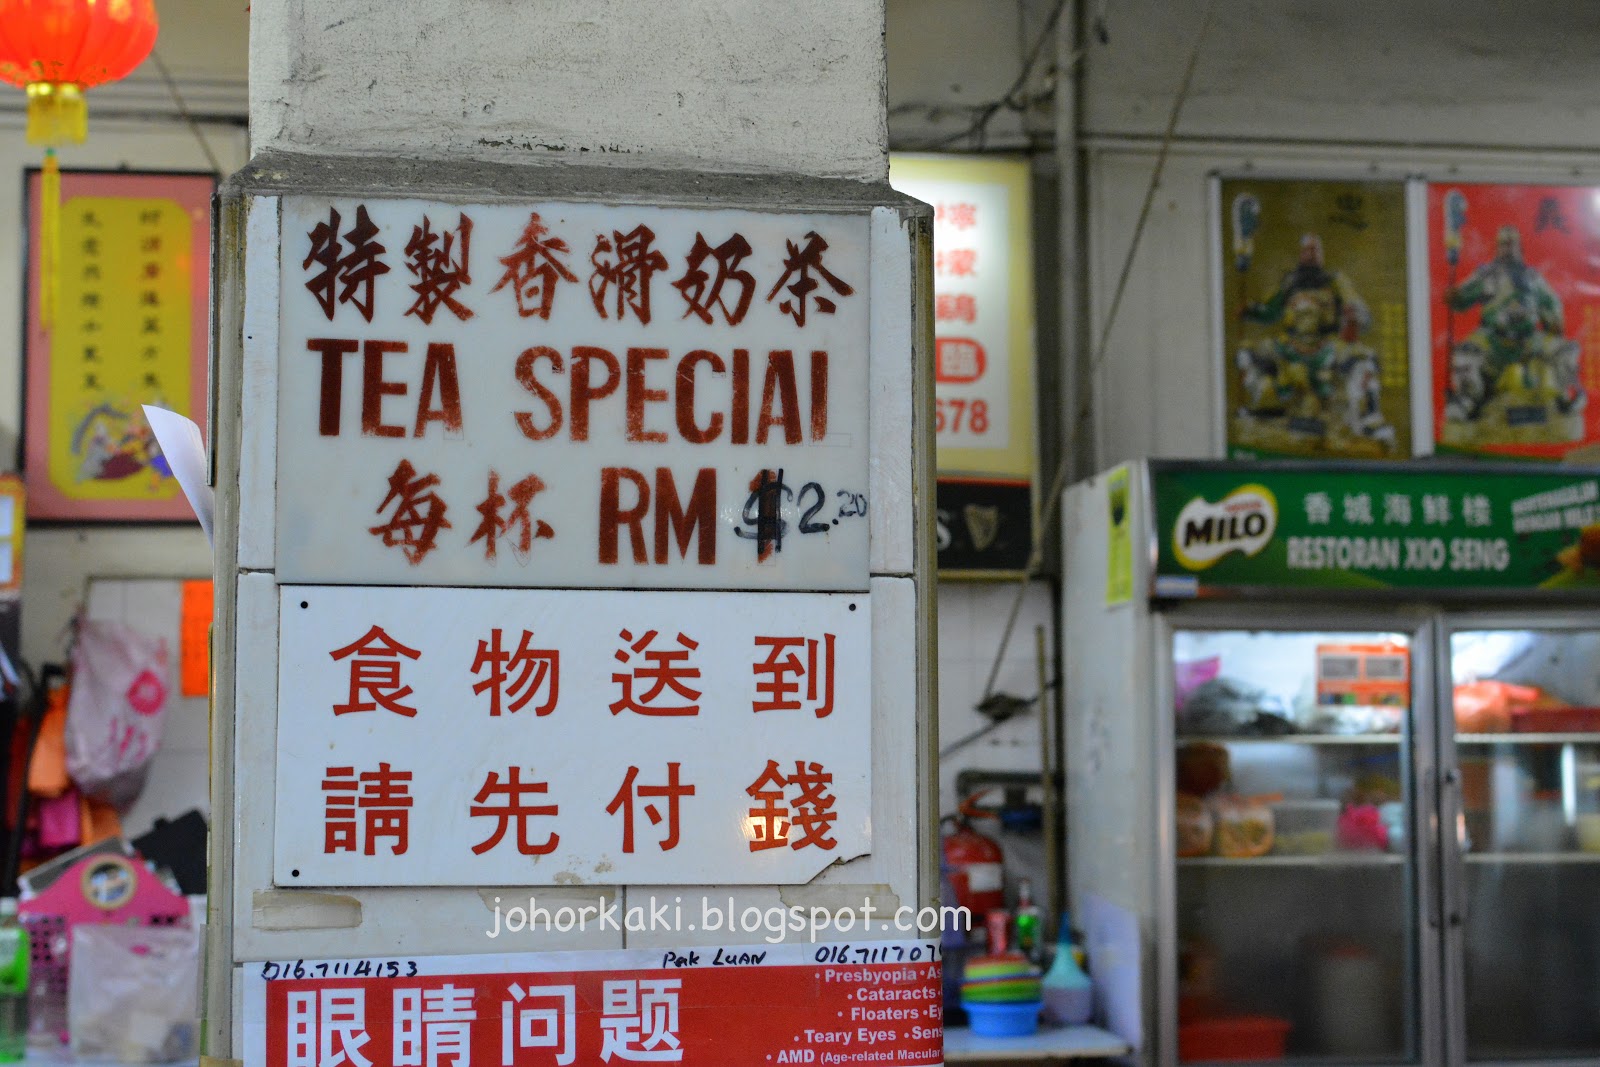 特製香滑奶茶
TEA SPECIAL
每杯 RM $2.20
食物送到
請先付錢
johorkaki.blogspot.com
016.7114153 Pak LUAN 016.711707
眼睛问题
• Presbyopia •
• Cataracts
• Floaters
• Teary Eyes
• AMD (Age-related Macular
678
MILO
香城海鮮楼
RESTORAN XIO SENG